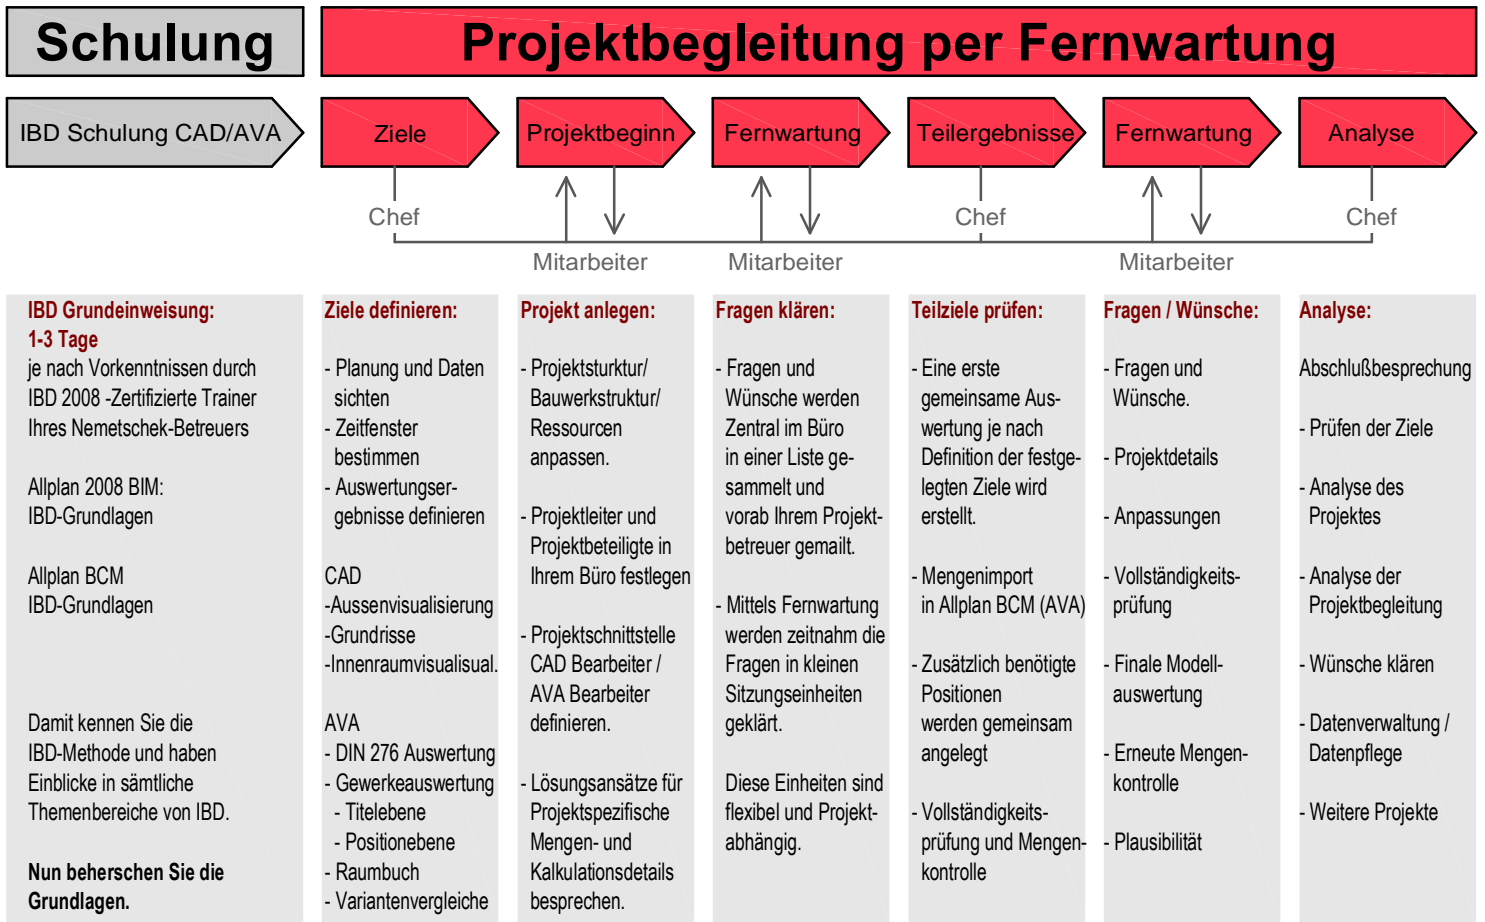 Schulung
Projektbegleitung per Fernwartung
IBD Schulung CAD/AVA
Ziele
Projektbeginn
Fernwartung
Teilergebnisse
Fernwartung
Analyse
Chef
Chef
Chef
Mitarbeiter
Mitarbeiter
Mitarbeiter
IBD Grundeinweisung:
1-3 Tage
je nach Vorkenntnissen durch
IBD 2008 -Zertifizierte Trainer
Ihres Nemetschek-Betreuers
Allplan 2008 BIM:
IBD-Grundlagen
Allplan BCM
IBD-Grundlagen
Damit kennen Sie die
IBD-Methode und haben
Einblicke in sämtliche
Themenbereiche von IBD.
Nun beherschen Sie die
Grundlagen.
Ziele definieren:
- Planung und Daten
sichten
- Zeitfenster
bestimmen
- Auswertungser-
gebnisse definieren
CAD
-Aussenvisualisierung
-Grundrisse
-Innenraumvisualisual.
AVA
- DIN 276 Auswertung
- Gewerkeauswertung
- Titelebene
- Positionebene
- Raumbuch
- Variantenvergleiche
Projekt anlegen:
- Projektsturktur/
Bauwerkstruktur/
Ressourcen
anpassen.
- Projektleiter und
Projektbeteiligte in
Ihrem Büro festlegen
- Projektschnittstelle
CAD Bearbeiter /
AVA Bearbeiter
definieren.
- Lösungsansätze für
Projektspezifische
Mengen- und
Kalkulationsdetails
besprechen.
Fragen klären:
- Fragen und
Wünsche werden
Zentral im Büro
in einer Liste ge-
sammelt und
vorab Ihrem Projekt-
betreuer gemailt.
- Mittels Fernwartung
werden zeitnahm die
Fragen in kleinen
Sitzungseinheiten
geklärt.
Diese Einheiten sind
flexibel und Projekt-
abhängig.
Teilziele prüfen:
- Eine erste
gemeinsame Aus-
wertung je nach
Definition der festge-
legten Ziele wird
erstellt.
- Mengenimport
in Allplan BCM (AVA)
- Zusätzlich benötigte
Positionen
werden gemeinsam
angelegt
- Vollständigkeits-
prüfung und Mengen-
kontrolle
Fragen / Wünsche:
- Fragen und
Wünsche.
- Projektdetails
- Anpassungen
- Vollständigkeits-
prüfung
- Finale Modell-
auswertung
- Erneute Mengen-
kontrolle
- Plausibilität
Analyse:
Abschlußbesprechung
- Prüfen der Ziele
- Analyse des
Projektes
- Analyse der
Projektbegleitung
- Wünsche klären
- Datenverwaltung /
Datenpflege
- Weitere Projekte